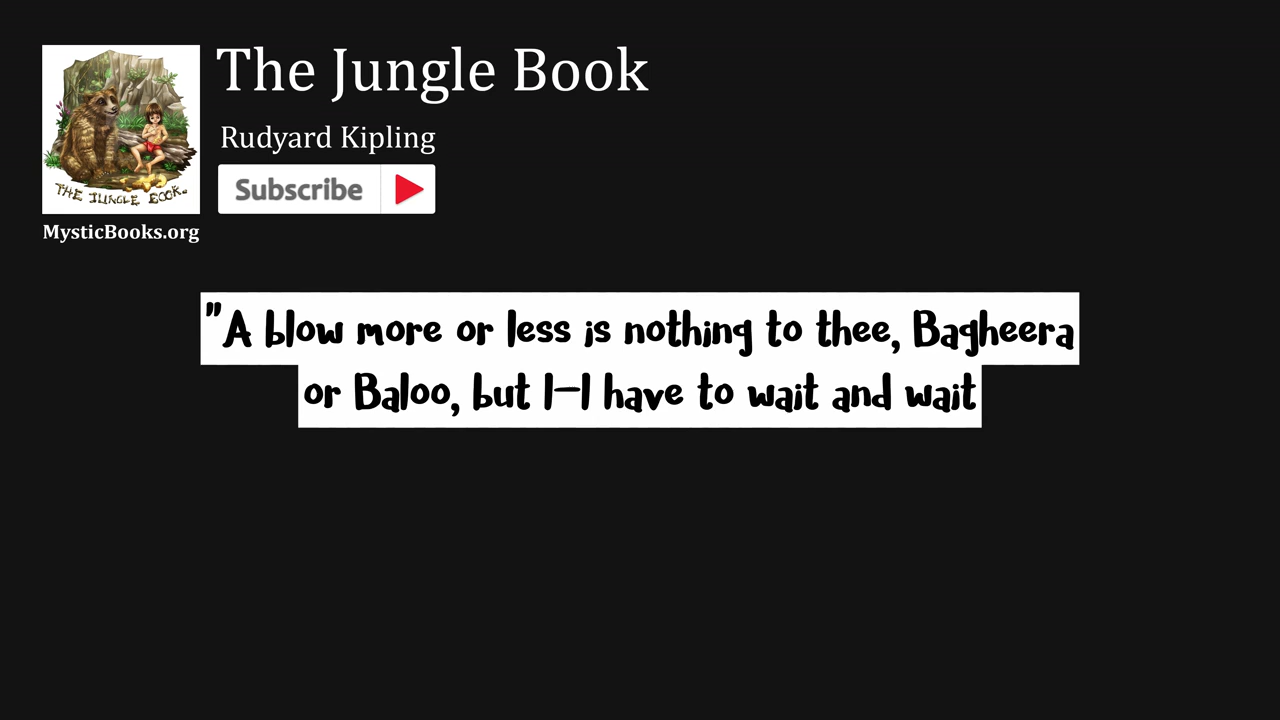 The Jungle Book
Rudyard Kipling
Subscribe
THE JUNGLE BOOK.
MysticBooks.org
"A blow more or less is nothing to thee, Bagheera
or Baloo, but I—I have to wait and wait